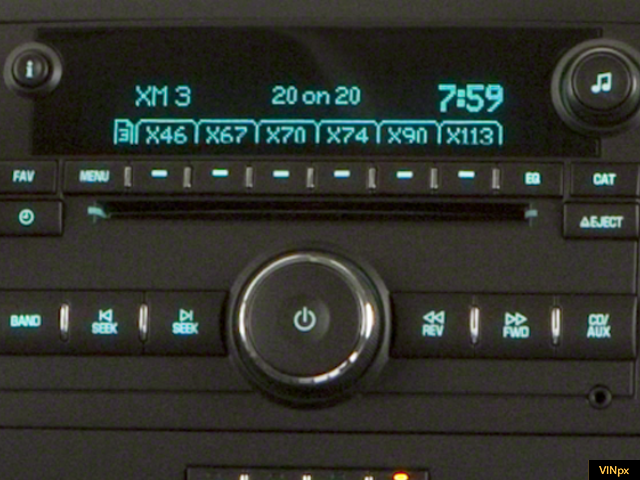 XM 3 20 on 20 7:59
3 X46 X67 X70 X74 X90 X113
FAV MENU EQ CAT
EJECT
BAND SEEK SEEK REV FWD CD/
AUX
VINpx